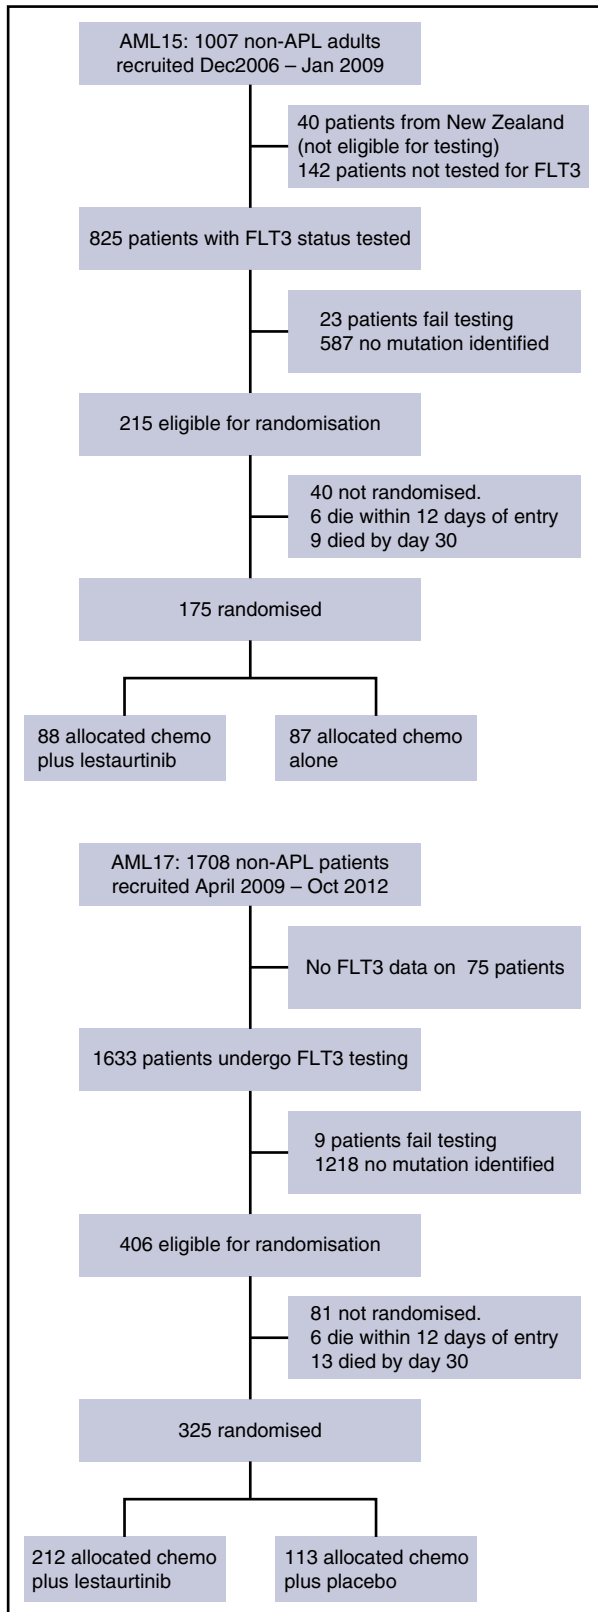 AML15: 1007 non-APL adults
recruited Dec2006 – Jan 2009
40 patients from New Zealand
(not eligible for testing)
142 patients not tested for FLT3
825 patients with FLT3 status tested
23 patients fail testing
587 no mutation identified
215 eligible for randomisation
40 not randomised.
6 die within 12 days of entry
9 died by day 30
175 randomised
88 allocated chemo
plus lestaurtinib
87 allocated chemo
alone
AML17: 1708 non-APL patients
recruited April 2009 – Oct 2012
No FLT3 data on 75 patients
1633 patients undergo FLT3 testing
9 patients fail testing
1218 no mutation identified
406 eligible for randomisation
81 not randomised.
6 die within 12 days of entry
13 died by day 30
325 randomised
212 allocated chemo
plus lestaurtinib
113 allocated chemo
plus placebo